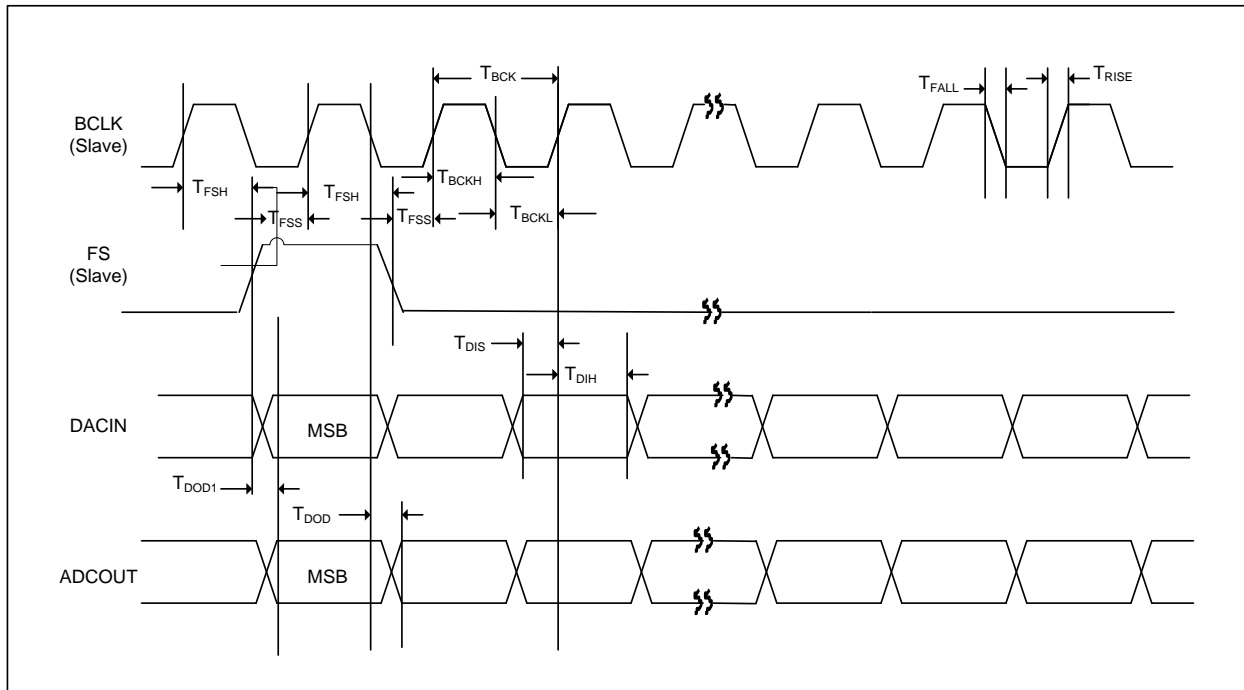 TBCK
TFALL
TRISE
BCLK
(Slave)
TFSH
TFSH
TBCKH
TFSS
TFSS
TBCKL
FS
(Slave)
TDIS
TDIH
DACIN
MSB
TDOD1
TDOD
ADCOUT
MSB